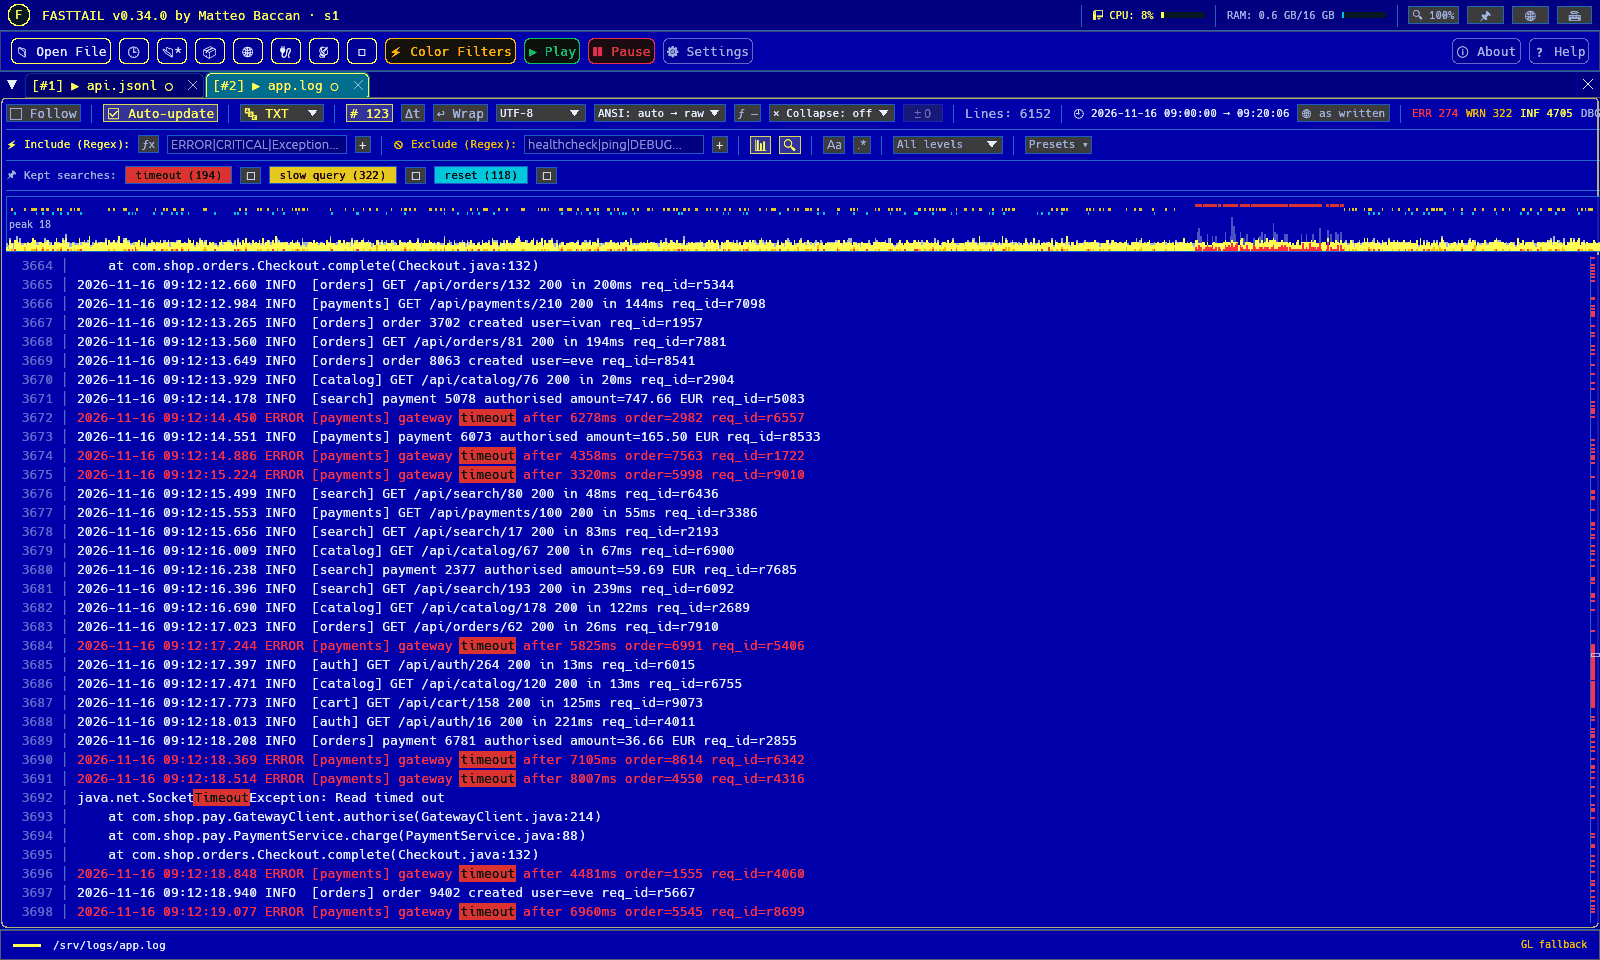 F FASTTAIL v0.34.0 by Matteo Baccan · s1 CPU: 8% RAM: 0.6 GB/16 GB 100%
Open File * Color Filters Play Pause Settings About ? Help
[#1] ▶ api.jsonl ○ [#2] ▶ app.log ○
Follow Auto-update TXT # 123 Δt ↩ Wrap UTF-8 ANSI: auto → raw ƒ — × Collapse: off ±0 Lines: 6152 2026-11-16 09:00:00 → 09:20:06 as written ERR 274 WRN 322 INF 4705 DBG
Include (Regex): ƒx ERROR|CRITICAL|Exception... + Exclude (Regex): healthcheck|ping|DEBUG... + Aa .* All levels Presets ▾
Kept searches: timeout (194) slow query (322) reset (118)
peak 18
3664 │     at com.shop.orders.Checkout.complete(Checkout.java:132)
3665 │ 2026-11-16 09:12:12.660 INFO  [orders] GET /api/orders/132 200 in 200ms req_id=r5344
3666 │ 2026-11-16 09:12:12.984 INFO  [payments] GET /api/payments/210 200 in 144ms req_id=r7098
3667 │ 2026-11-16 09:12:13.265 INFO  [orders] order 3702 created user=ivan req_id=r1957
3668 │ 2026-11-16 09:12:13.560 INFO  [orders] GET /api/orders/81 200 in 194ms req_id=r7881
3669 │ 2026-11-16 09:12:13.649 INFO  [orders] order 8063 created user=eve req_id=r8541
3670 │ 2026-11-16 09:12:13.929 INFO  [catalog] GET /api/catalog/76 200 in 20ms req_id=r2904
3671 │ 2026-11-16 09:12:14.178 INFO  [search] payment 5078 authorised amount=747.66 EUR req_id=r5083
3672 │ 2026-11-16 09:12:14.450 ERROR [payments] gateway timeout after 6278ms order=2982 req_id=r6557
3673 │ 2026-11-16 09:12:14.551 INFO  [payments] payment 6073 authorised amount=165.50 EUR req_id=r8533
3674 │ 2026-11-16 09:12:14.886 ERROR [payments] gateway timeout after 4358ms order=7563 req_id=r1722
3675 │ 2026-11-16 09:12:15.224 ERROR [payments] gateway timeout after 3320ms order=5998 req_id=r9010
3676 │ 2026-11-16 09:12:15.499 INFO  [search] GET /api/search/80 200 in 48ms req_id=r6436
3677 │ 2026-11-16 09:12:15.553 INFO  [payments] GET /api/payments/100 200 in 55ms req_id=r3386
3678 │ 2026-11-16 09:12:15.656 INFO  [search] GET /api/search/17 200 in 83ms req_id=r2193
3679 │ 2026-11-16 09:12:16.009 INFO  [catalog] GET /api/catalog/67 200 in 67ms req_id=r6900
3680 │ 2026-11-16 09:12:16.238 INFO  [search] payment 2377 authorised amount=59.69 EUR req_id=r7685
3681 │ 2026-11-16 09:12:16.396 INFO  [search] GET /api/search/193 200 in 239ms req_id=r6092
3682 │ 2026-11-16 09:12:16.690 INFO  [catalog] GET /api/catalog/178 200 in 122ms req_id=r2689
3683 │ 2026-11-16 09:12:17.023 INFO  [orders] GET /api/orders/62 200 in 26ms req_id=r7910
3684 │ 2026-11-16 09:12:17.244 ERROR [payments] gateway timeout after 5825ms order=6991 req_id=r5406
3685 │ 2026-11-16 09:12:17.397 INFO  [auth] GET /api/auth/264 200 in 13ms req_id=r6015
3686 │ 2026-11-16 09:12:17.471 INFO  [catalog] GET /api/catalog/120 200 in 13ms req_id=r6755
3687 │ 2026-11-16 09:12:17.773 INFO  [cart] GET /api/cart/158 200 in 125ms req_id=r9073
3688 │ 2026-11-16 09:12:18.013 INFO  [auth] GET /api/auth/16 200 in 221ms req_id=r4011
3689 │ 2026-11-16 09:12:18.208 INFO  [orders] payment 6781 authorised amount=36.66 EUR req_id=r2855
3690 │ 2026-11-16 09:12:18.369 ERROR [payments] gateway timeout after 7105ms order=8614 req_id=r6342
3691 │ 2026-11-16 09:12:18.514 ERROR [payments] gateway timeout after 8007ms order=4550 req_id=r4316
3692 │ java.net.SocketTimeoutException: Read timed out
3693 │     at com.shop.pay.GatewayClient.authorise(GatewayClient.java:214)
3694 │     at com.shop.pay.PaymentService.charge(PaymentService.java:88)
3695 │     at com.shop.orders.Checkout.complete(Checkout.java:132)
3696 │ 2026-11-16 09:12:18.848 ERROR [payments] gateway timeout after 4481ms order=1555 req_id=r4060
3697 │ 2026-11-16 09:12:18.940 INFO  [orders] order 9402 created user=eve req_id=r5667
3698 │ 2026-11-16 09:12:19.077 ERROR [payments] gateway timeout after 6960ms order=5545 req_id=r8699
/srv/logs/app.log GL fallback